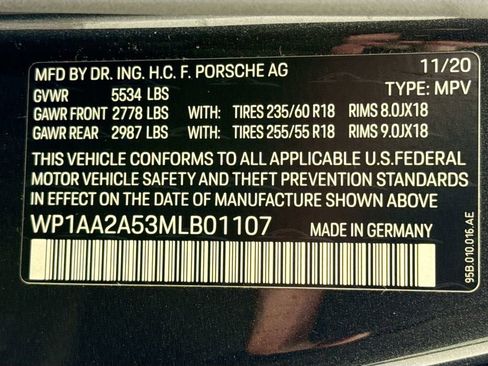 MFD BY DR. ING. H.C. F. PORSCHE AG 11/20
GVWR 5534 LBS TYPE: MPV
GAWR FRONT 2778 LBS WITH: TIRES 235/60 R18 RIMS 8.0JX18
GAWR REAR 2987 LBS WITH: TIRES 255/55 R18 RIMS 9.0JX18
THIS VEHICLE CONFORMS TO ALL APPLICABLE U.S.FEDERAL
MOTOR VEHICLE SAFETY AND THEFT PREVENTION STANDARDS
IN EFFECT ON THE DATE OF MANUFACTURE SHOWN ABOVE
WP1AA2A53MLB01107 MADE IN GERMANY
95B.010.016.AE